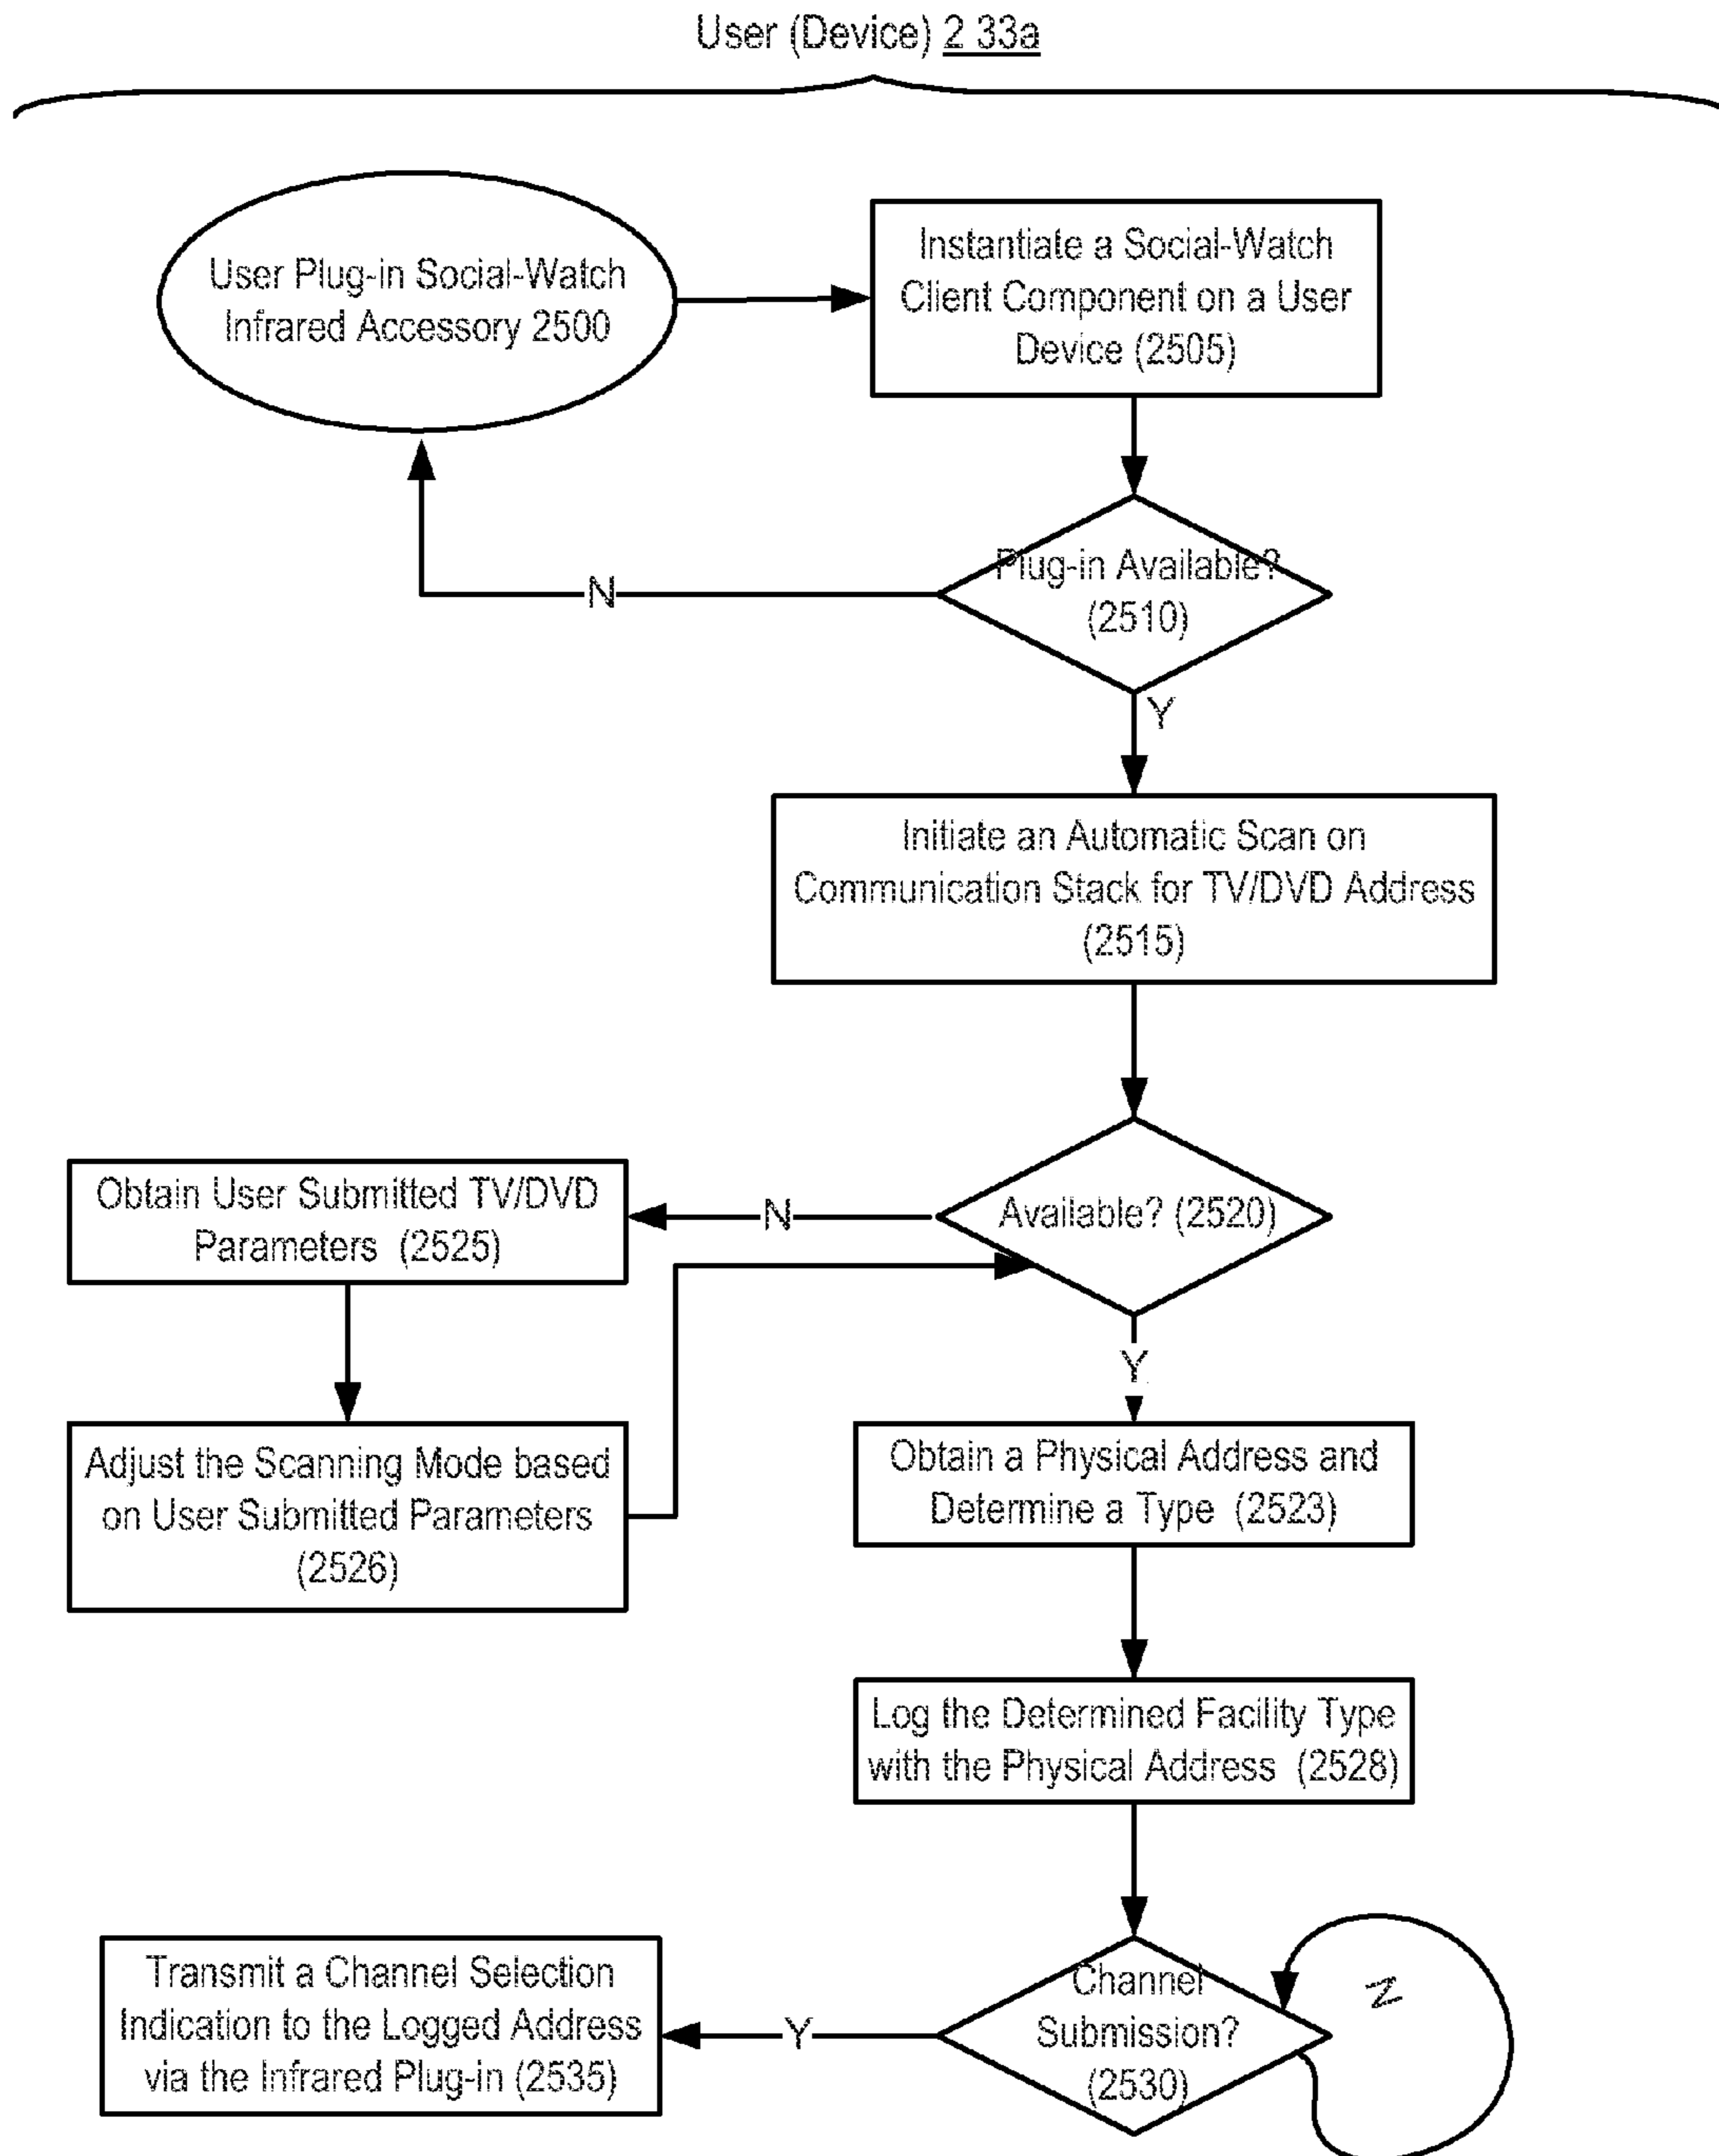 User (Device) 2 33a
User Plug-in Social-Watch
Infrared Accessory 2500
Instantiate a Social-Watch
Client Component on a User
Device (2505)
Plug-in Available?
(2510)
N
Y
Initiate an Automatic Scan on
Communication Stack for TV/DVD Address
(2515)
Available? (2520)
N
Obtain User Submitted TV/DVD
Parameters (2525)
Adjust the Scanning Mode based
on User Submitted Parameters
(2526)
Y
Obtain a Physical Address and
Determine a Type (2523)
Log the Determined Facility Type
with the Physical Address (2528)
Channel
Submission?
(2530)
N
Y
Transmit a Channel Selection
Indication to the Logged Address
via the Infrared Plug-in (2535)